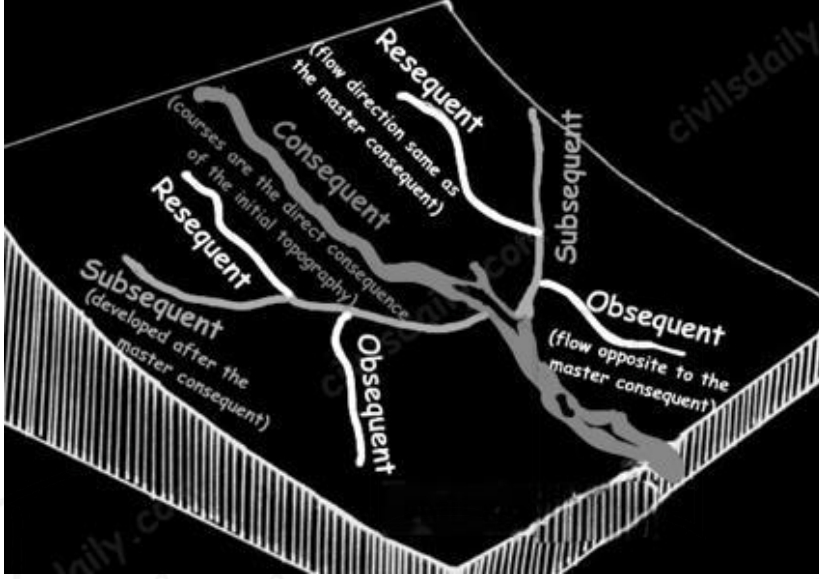 Resequent
(flow direction same as
the master consequent)
civilsdaily
Consequent
(courses are the direct consequence
of the initial topography)
Subsequent
Resequent
Subsequent
(developed after the
master consequent)
Obsequent
Obsequent
(flow opposite to the
master consequent)